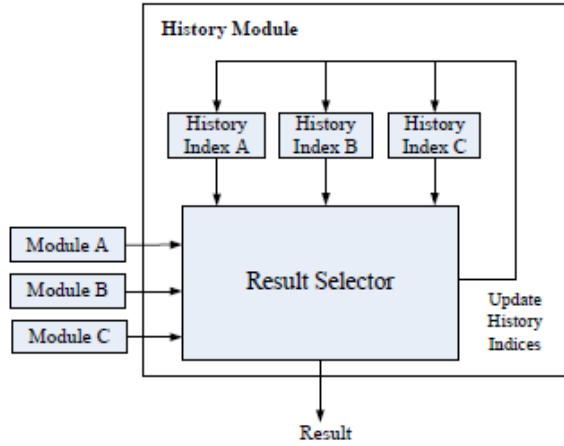 History Module
History
Index A
History
Index B
History
Index C
Module A
Module B
Module C
Result Selector
Update
History
Indices
Result